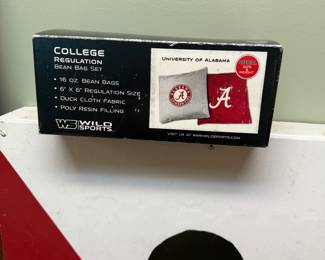 COLLEGE
REGULATION
BEAN BAG SET
• 16 OZ. BEAN BAGS
• 6" X 6" REGULATION SIZE
• DUCK CLOTH FABRIC
• POLY RESIN FILLING
WS WILD SPORTS
UNIVERSITY OF ALABAMA
A
A
VISIT US AT WWW.WILDSPORTS.COM